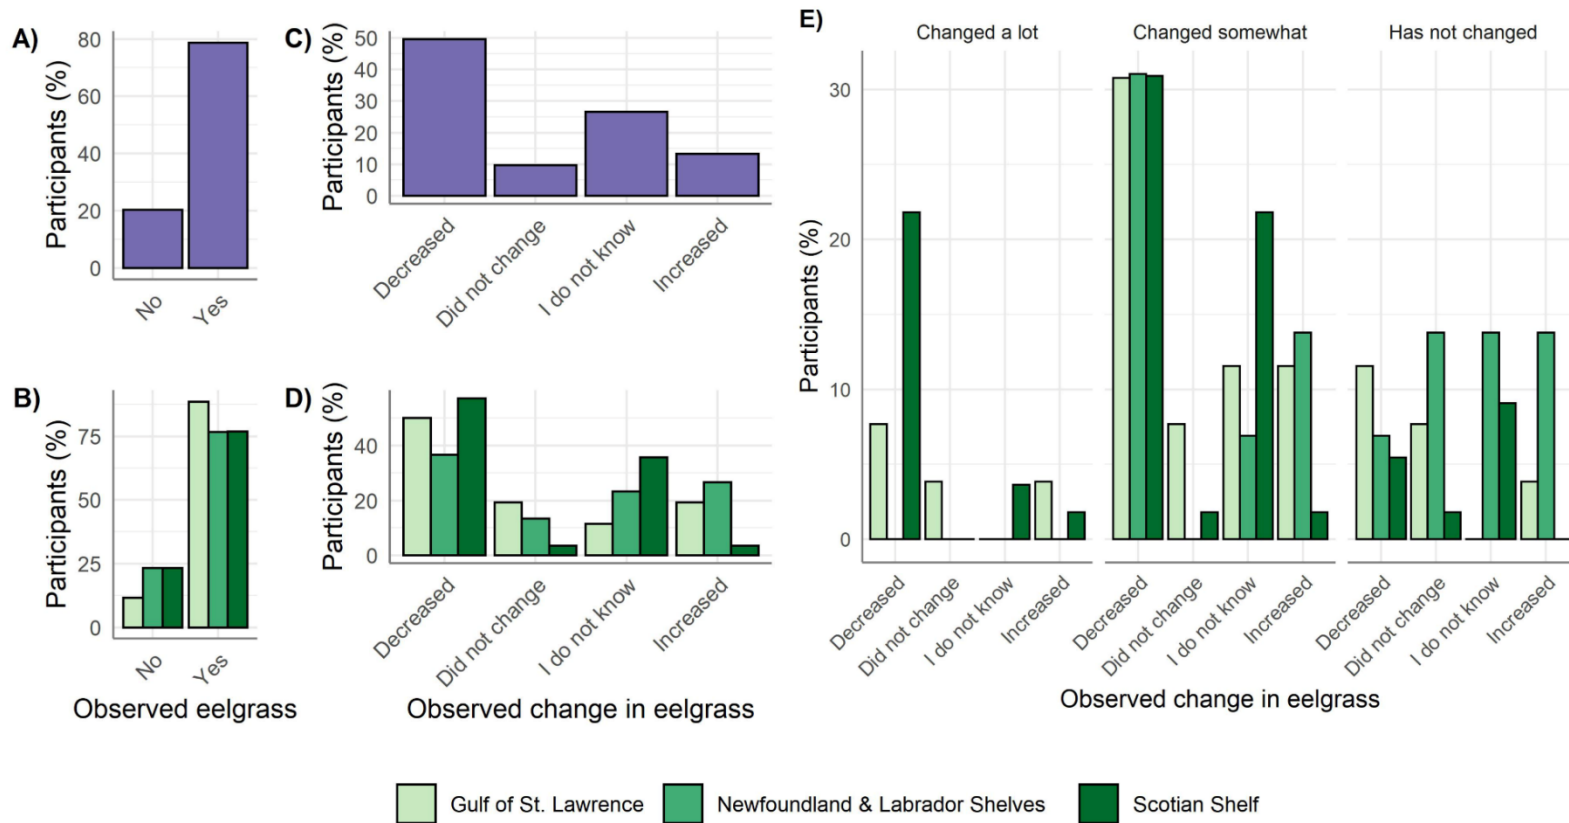 A)
Participants (%)
80
60
40
20
0
No
Yes
C)
Participants (%)
50
40
30
20
10
0
Decreased
Did not change
I do not know
Increased
B)
Participants (%)
75
50
25
0
No
Yes
Observed eelgrass
D)
Participants (%)
40
20
0
Decreased
Did not change
I do not know
Increased
Observed change in eelgrass
E)
Changed a lot
Changed somewhat
Has not changed
Participants (%)
30
20
10
0
Decreased
Did not change
I do not know
Increased
Decreased
Did not change
I do not know
Increased
Decreased
Did not change
I do not know
Increased
Observed change in eelgrass
Gulf of St. Lawrence
Newfoundland & Labrador Shelves
Scotian Shelf